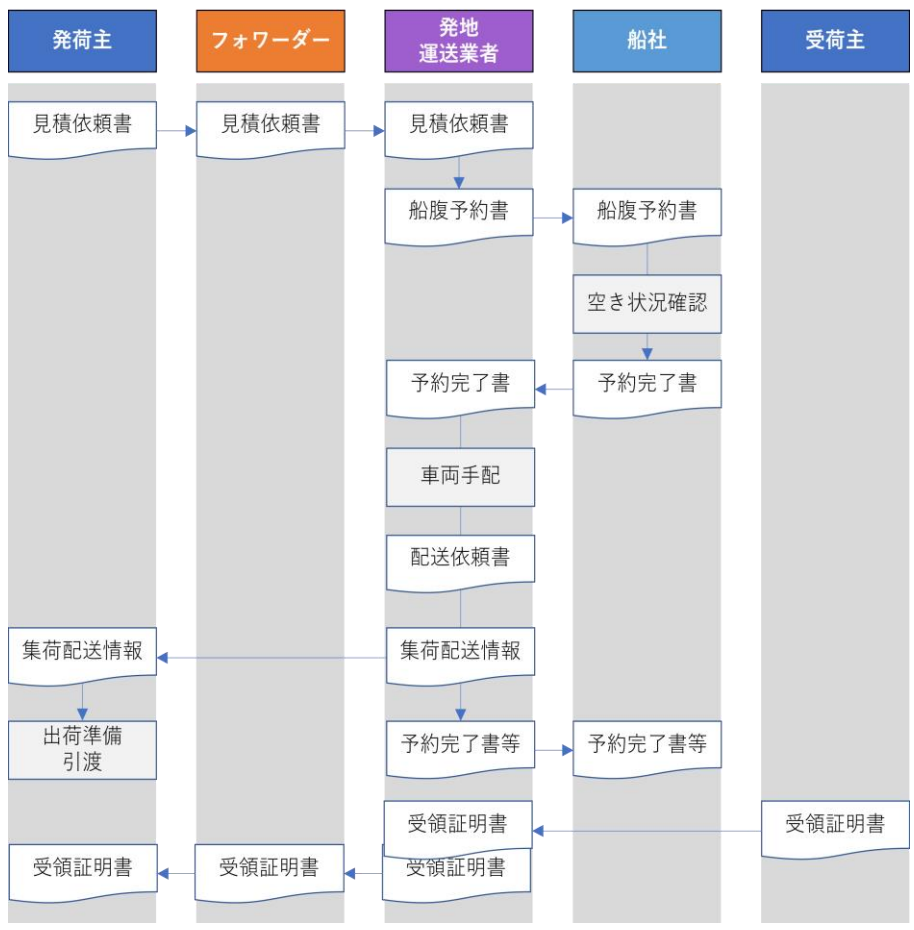 発荷主
フォワーダー
発地
運送業者
船社
受荷主
見積依頼書
見積依頼書
見積依頼書
船腹予約書
船腹予約書
空き状況確認
予約完了書
予約完了書
車両手配
配送依頼書
集荷配送情報
集荷配送情報
出荷準備
引渡
予約完了書等
予約完了書等
受領証明書
受領証明書
受領証明書
受領証明書
受領証明書